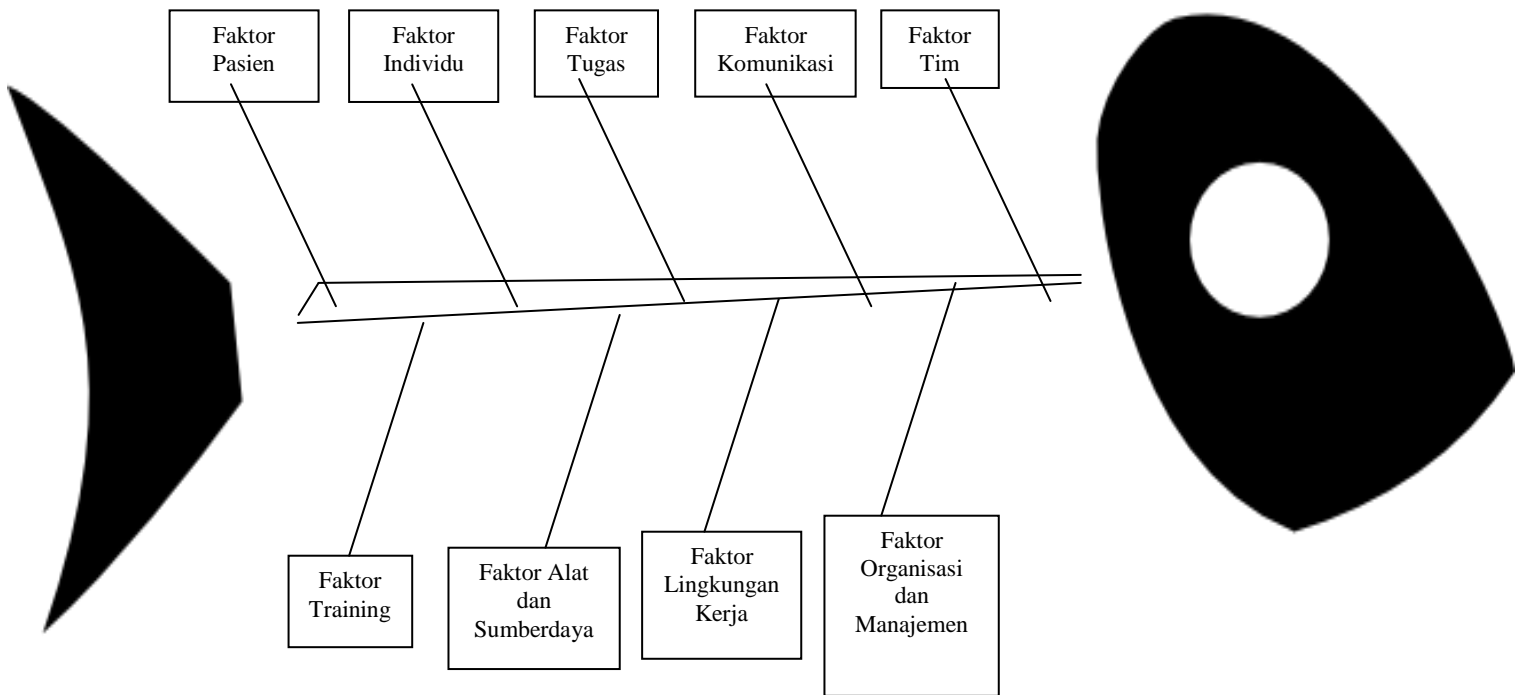 Faktor
Pasien
Faktor
Individu
Faktor
Tugas
Faktor
Komunikasi
Faktor
Tim
Faktor
Training
Faktor Alat
dan
Sumberdaya
Faktor
Lingkungan
Kerja
Faktor
Organisasi
dan
Manajemen